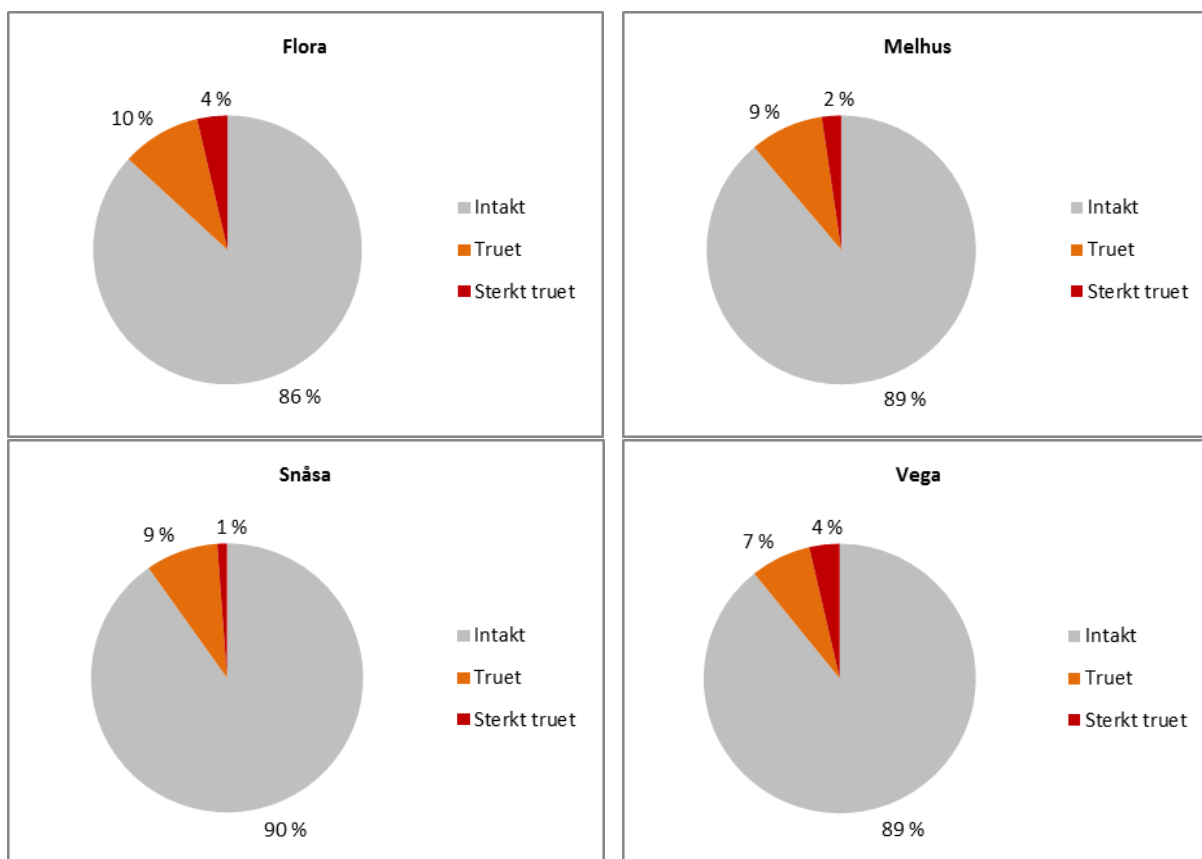 Flora
4 %
10 %
Intakt
Truet
Sterkt truet
86 %
Melhus
2 %
9 %
Intakt
Truet
Sterkt truet
89 %
Snåsa
1 %
9 %
Intakt
Truet
Sterkt truet
90 %
Vega
4 %
7 %
Intakt
Truet
Sterkt truet
89 %